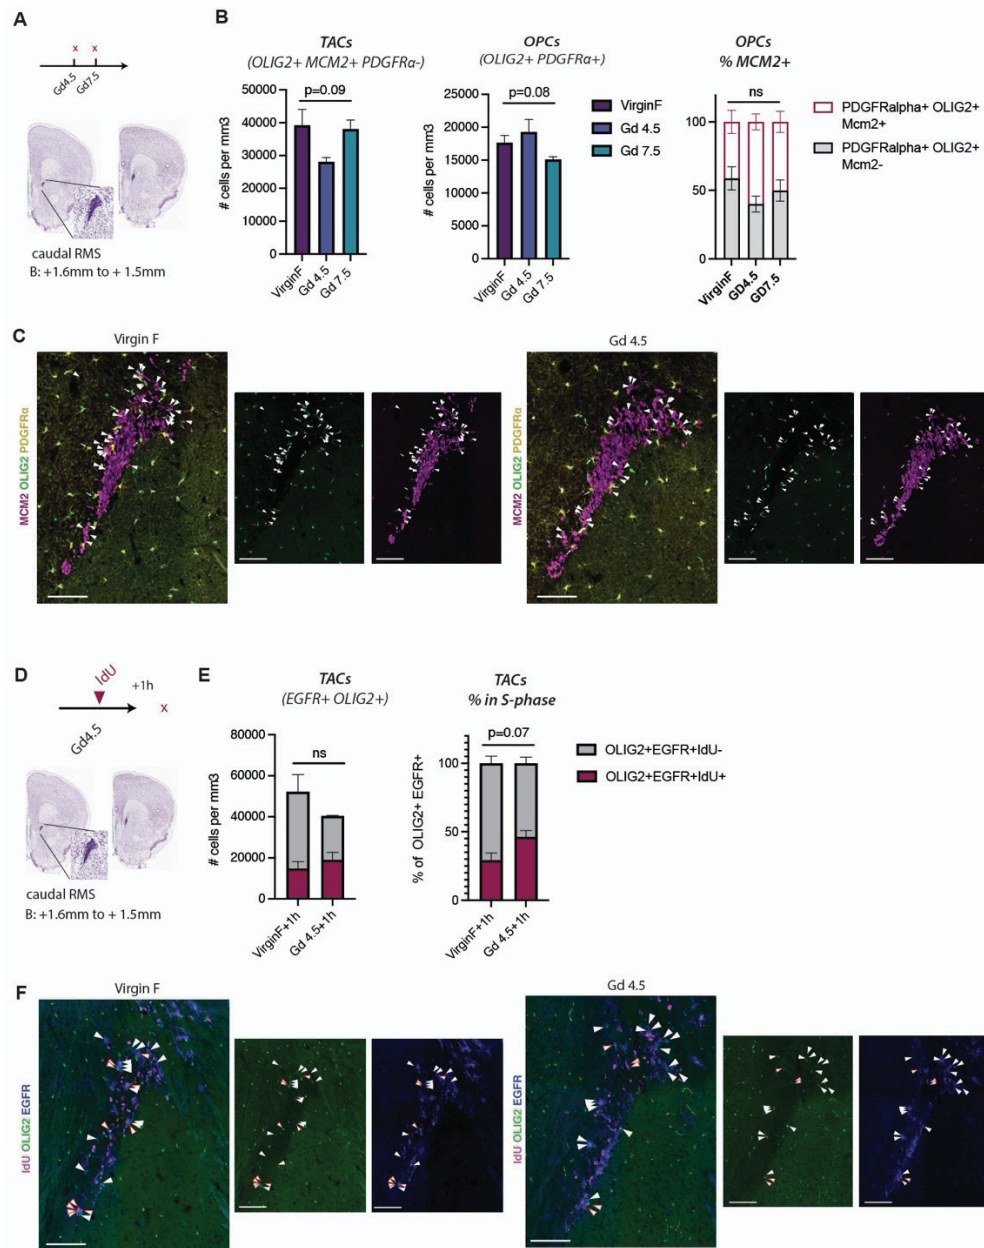 A
x x
Gd4.5
Gd7.5
caudal RMS
B: +1.6mm to + 1.5mm
B
TACs
(OLIG2+ MCM2+ PDGFRα-)
p=0.09
# cells per mm3
50000
40000
30000
20000
10000
0
VirginF
Gd 4.5
Gd 7.5
OPCs
(OLIG2+ PDGFRα+)
p=0.08
# cells per mm3
25000
20000
15000
10000
5000
0
VirginF
Gd 4.5
Gd 7.5
VirginF
Gd 4.5
Gd 7.5
OPCs
% MCM2+
ns
100
50
0
VirginF
GD4.5
GD7.5
PDGFRalpha+ OLIG2+
Mcm2+
PDGFRalpha+ OLIG2+
Mcm2-
C
Virgin F
MCM2 OLIG2 PDGFRα
Gd 4.5
MCM2 OLIG2 PDGFRα
D
IdU
+1h
x
Gd4.5
caudal RMS
B: +1.6mm to + 1.5mm
E
TACs
(EGFR+ OLIG2+)
ns
# cells per mm3
80000
60000
40000
20000
0
VirginF+1h
Gd 4.5+1h
TACs
% in S-phase
p=0.07
% of OLIG2+ EGFR+
100
50
0
VirginF+1h
Gd 4.5+1h
OLIG2+EGFR+IdU-
OLIG2+EGFR+IdU+
F
Virgin F
IdU OLIG2 EGFR
Gd 4.5
IdU OLIG2 EGFR